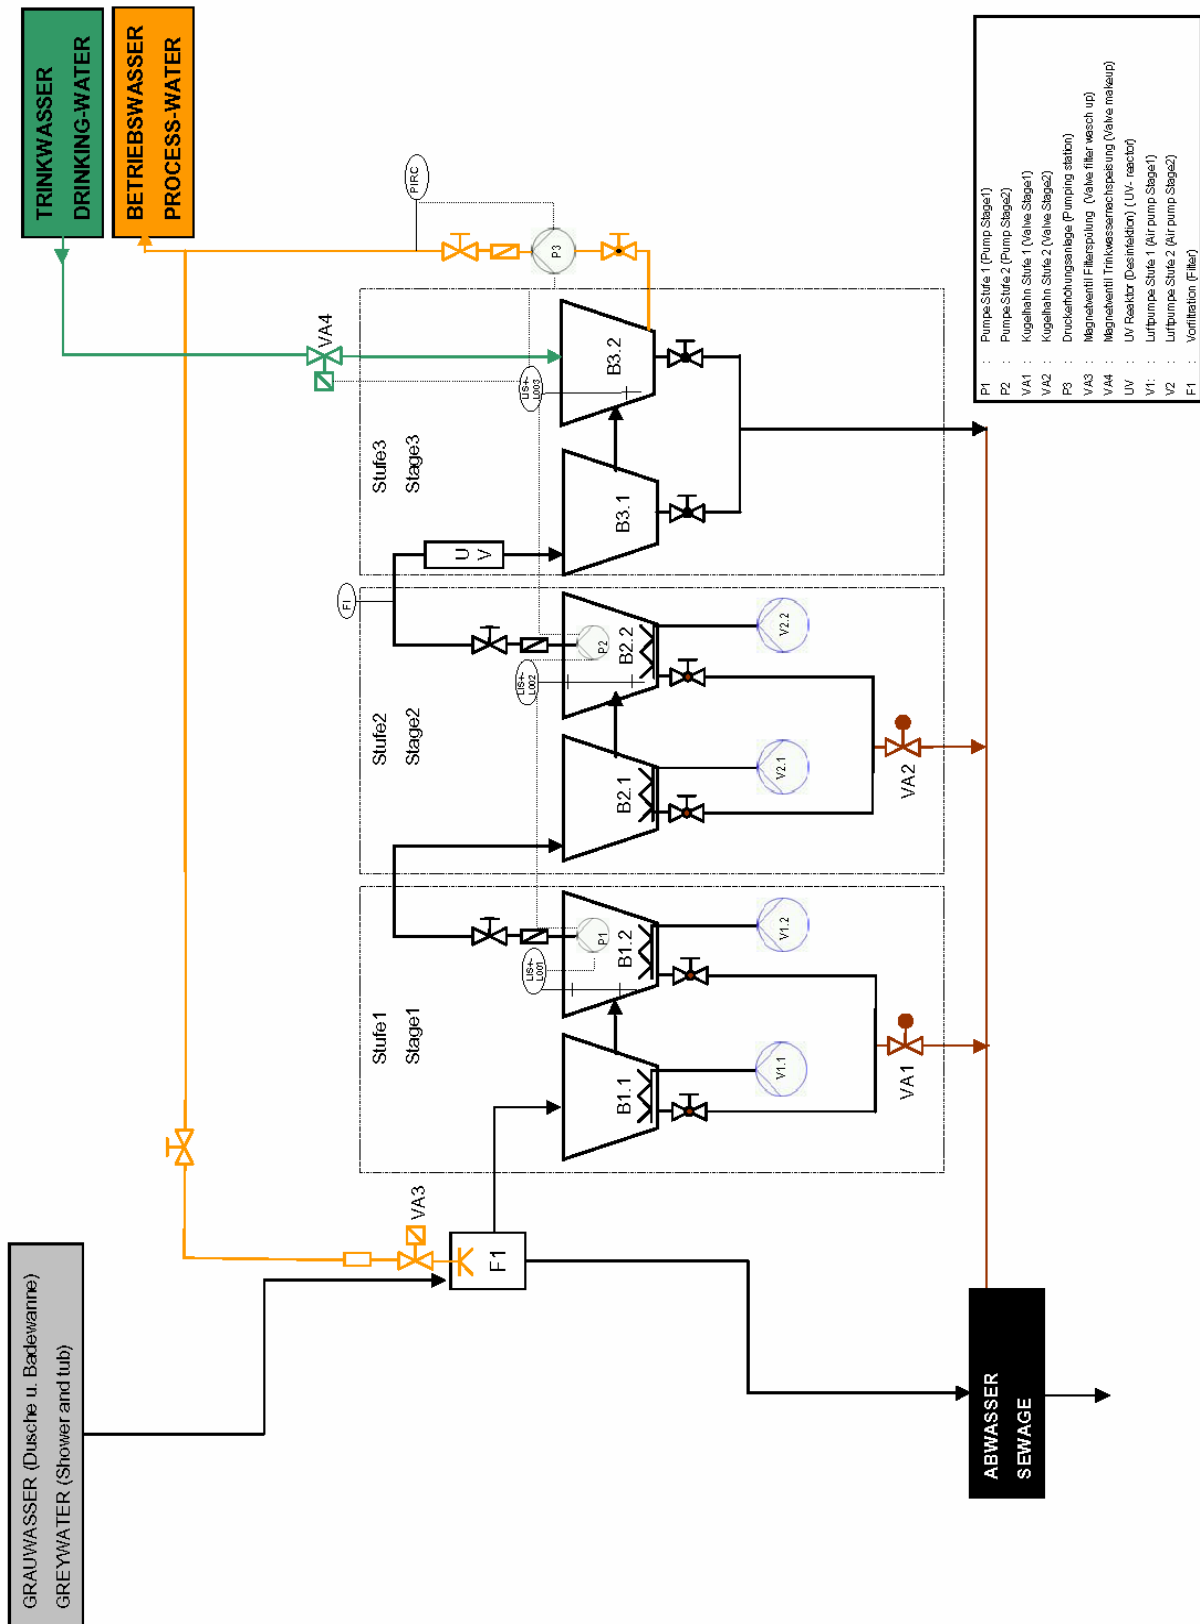 GRAUWASSER (Dusche u. Badewanne)
GREYWATER (Shower and tub)
TRINKWASSER
DRINKING-WATER
BETRIEBSWASSER
PROCESS-WATER
VA3
F1
Stufe1
Stage1
LIS+-
L001
P1
B1.1
B1.2
V1.1
V1.2
VA1
Stufe2
Stage2
LIS+-
L002
P2
B2.1
B2.2
V2.1
V2.2
VA2
FI
U
V
Stufe3
Stage3
VA4
LIS+-
L003
B3.1
B3.2
P3
PIRC
ABWASSER
SEWAGE
P1 : Pumpe Stufe 1 (Pump Stage1)
P2 : Pumpe Stufe 2 (Pump Stage2)
VA1 : Kugelhahn Stufe 1 (Valve Stage1)
VA2 : Kugelhahn Stufe 2 (Valve Stage2)
P3 : Druckerhöhungsanlage (Pumping station)
VA3 : Magnetventil Filterspülung (Valve filter wasch up)
VA4 : Magnetventil Trinkwassernachspeisung (Valve makeup)
UV : UV Reaktor (Desinfektion) ( UV- reactor)
V1: : Luftpumpe Stufe 1 (Air pump Stage1)
V2 : Luftpumpe Stufe 2 (Air pump Stage2)
F1 : Vorfiltration (Filter)